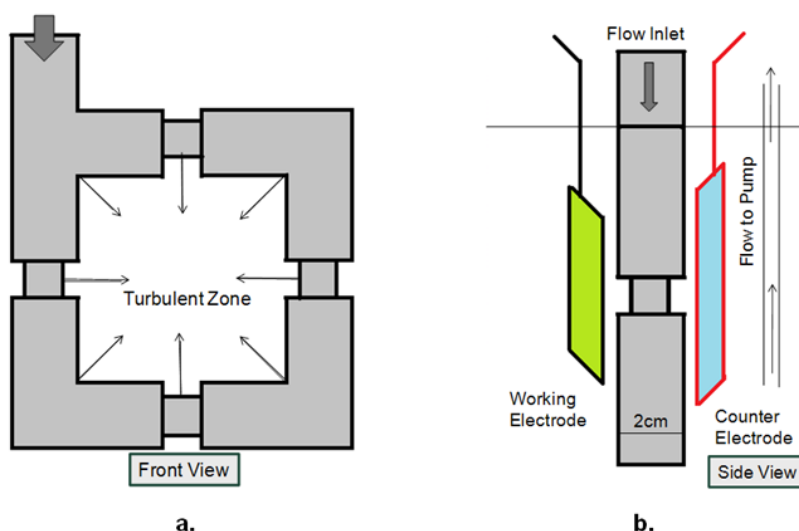 Turbulent Zone
Front View
a.
Flow Inlet
Flow to Pump
Working
Electrode
2cm
Counter
Electrode
Side View
b.